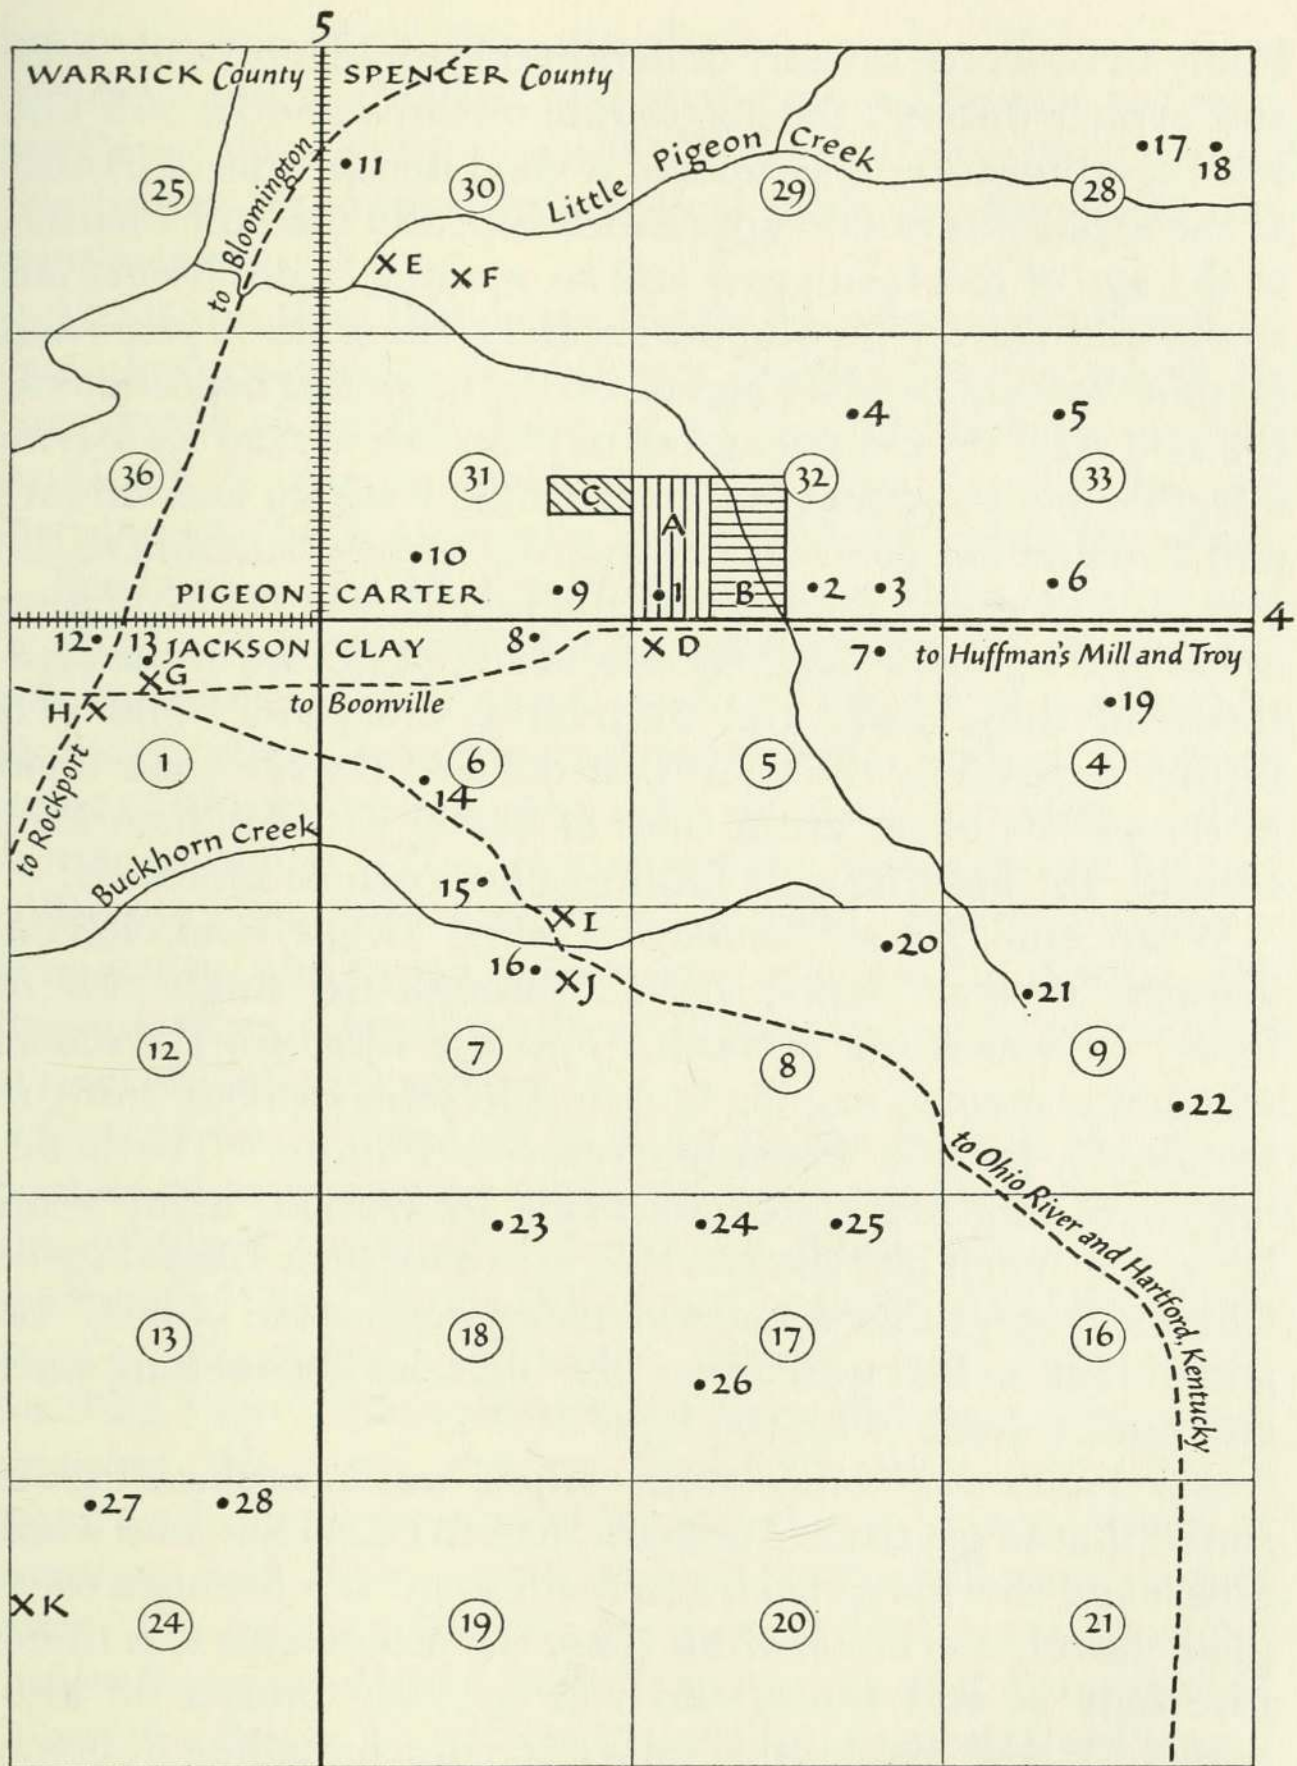 5
WARRICK County
SPENCER County
to Bloomington
Little Pigeon Creek
•17
18
•11
25
30
29
28
X E
X F
•4
•5
36
31
32
33
C
A
B
•10
•9
•1
•2
•3
•6
PIGEON
CARTER
4
12•
13
JACKSON
CLAY
8•
X D
7•
to Huffman's Mill and Troy
X G
H X
to Boonville
•19
1
6
5
4
to Rockport
•14
Buckhorn Creek
15•
X I
•20
16•
X J
•21
12
7
8
9
•22
to Ohio River and Hartford, Kentucky
•23
•24
•25
13
18
17
16
•26
•27
•28
X K
24
19
20
21